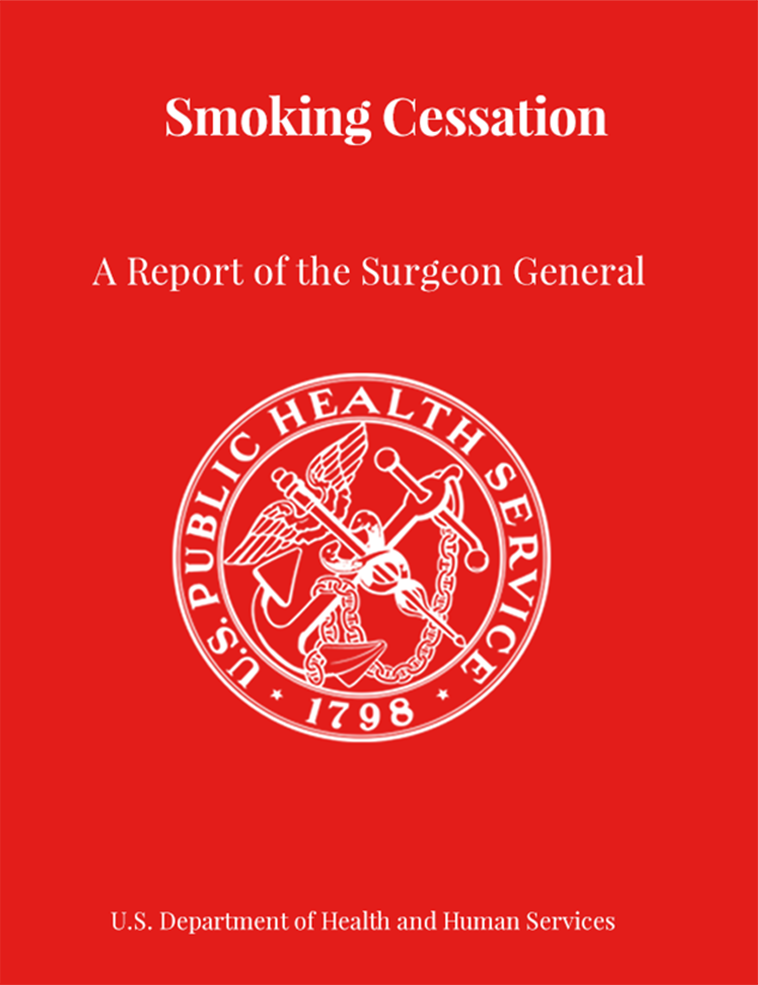 Smoking Cessation
A Report of the Surgeon General
U.S. PUBLIC HEALTH SERVICE
1798
U.S. Department of Health and Human Services